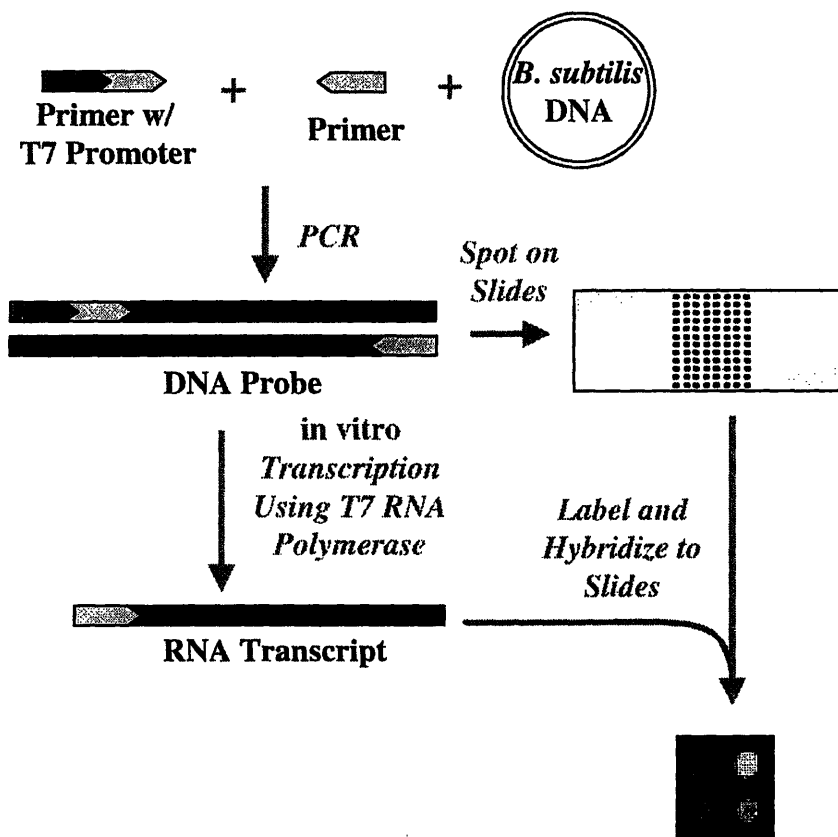 +
+
B. subtilis
DNA
Primer w/
T7 Promoter
Primer
PCR
Spot on
Slides
DNA Probe
in vitro
Transcription
Using T7 RNA
Polymerase
Label and
Hybridize to
Slides
RNA Transcript